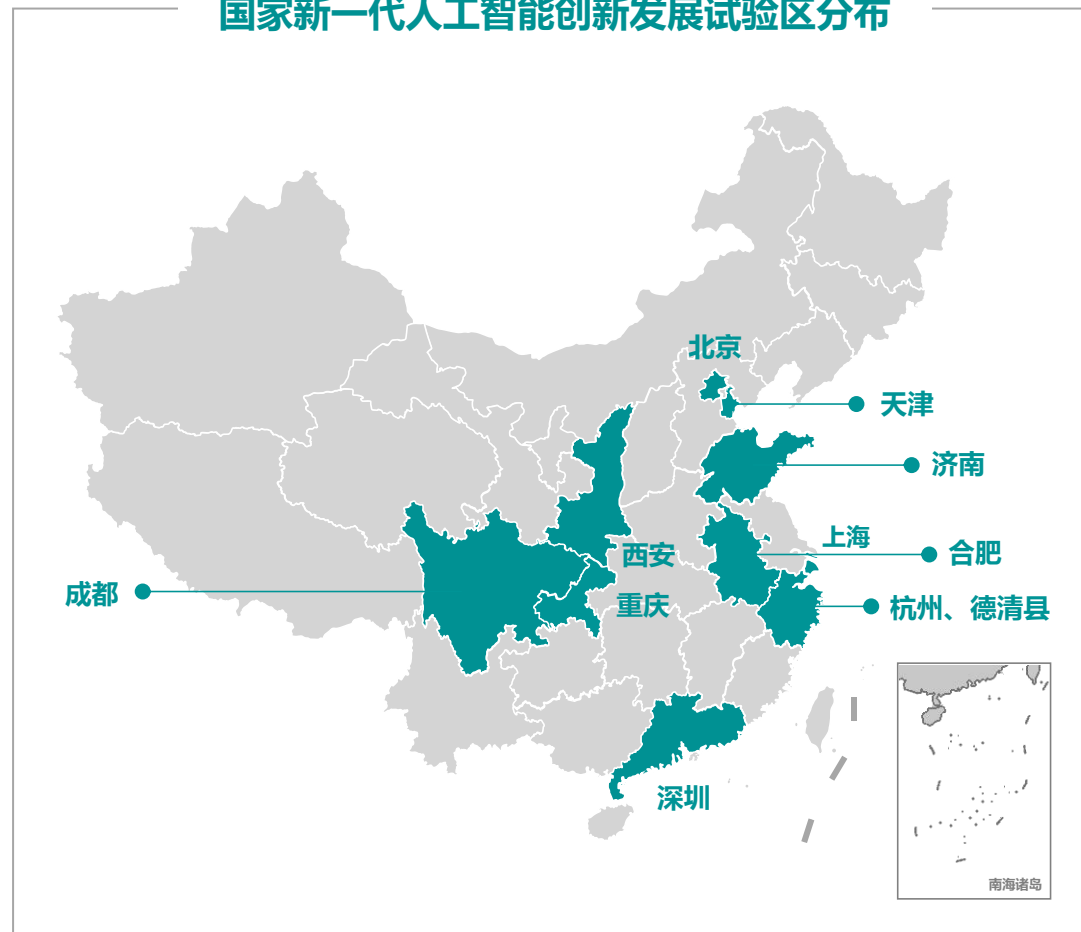 国家新一代人工智能创新发展试验区分布
北京
天津
济南
上海
合肥
西安
成都
重庆
杭州、德清县
深圳
南海诸岛